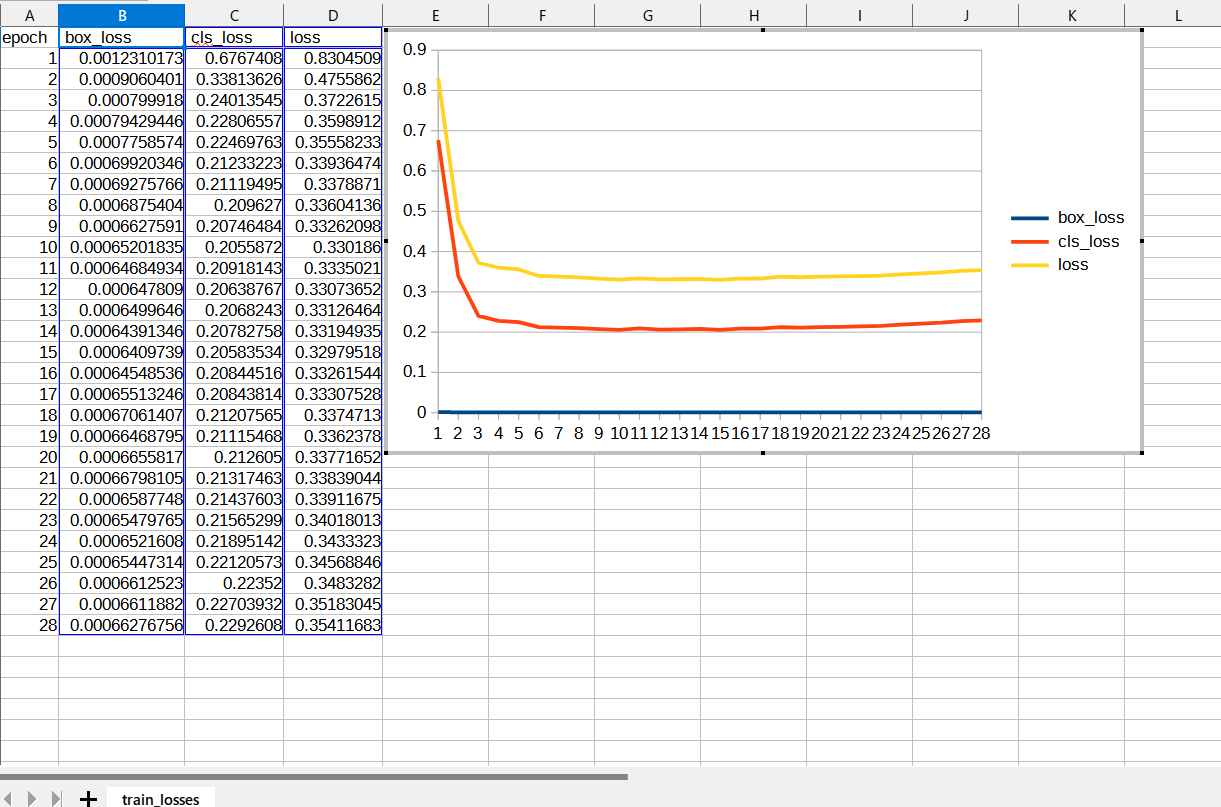 A B C D E F G H I J K L
epoch box_loss cls_loss loss
1 0.0012310173 0.6767408 0.8304509
2 0.0009060401 0.33813626 0.4755862
3 0.000799918 0.24013545 0.3722615
4 0.00079429446 0.22806557 0.3598912
5 0.0007758574 0.22469763 0.35558233
6 0.00069920346 0.21233223 0.33936474
7 0.00069275766 0.21119495 0.3378871
8 0.0006875404 0.209627 0.33604136
9 0.0006627591 0.20746484 0.33262098
10 0.00065201835 0.2055872 0.330186
11 0.00064684934 0.20918143 0.3335021
12 0.000647809 0.20638767 0.33073652
13 0.0006499646 0.2068243 0.33126464
14 0.00064391346 0.20782758 0.33194935
15 0.0006409739 0.20583534 0.32979518
16 0.00064548536 0.20844516 0.33261544
17 0.00065513246 0.20843814 0.33307528
18 0.00067061407 0.21207565 0.3374713
19 0.00066468795 0.21115468 0.3362378
20 0.0006655817 0.212605 0.33771652
21 0.00066798105 0.21317463 0.33839044
22 0.0006587748 0.21437603 0.33911675
23 0.00065479765 0.21565299 0.34018013
24 0.0006521608 0.21895142 0.3433323
25 0.00065447314 0.22120573 0.34568846
26 0.0006612523 0.22352 0.3483282
27 0.0006611882 0.22703932 0.35183045
28 0.00066276756 0.2292608 0.35411683
0.9
0.8
0.7
0.6
0.5
0.4
0.3
0.2
0.1
0
1 2 3 4 5 6 7 8 9 10 11 12 13 14 15 16 17 18 19 20 21 22 23 24 25 26 27 28
box_loss
cls_loss
loss
train_losses